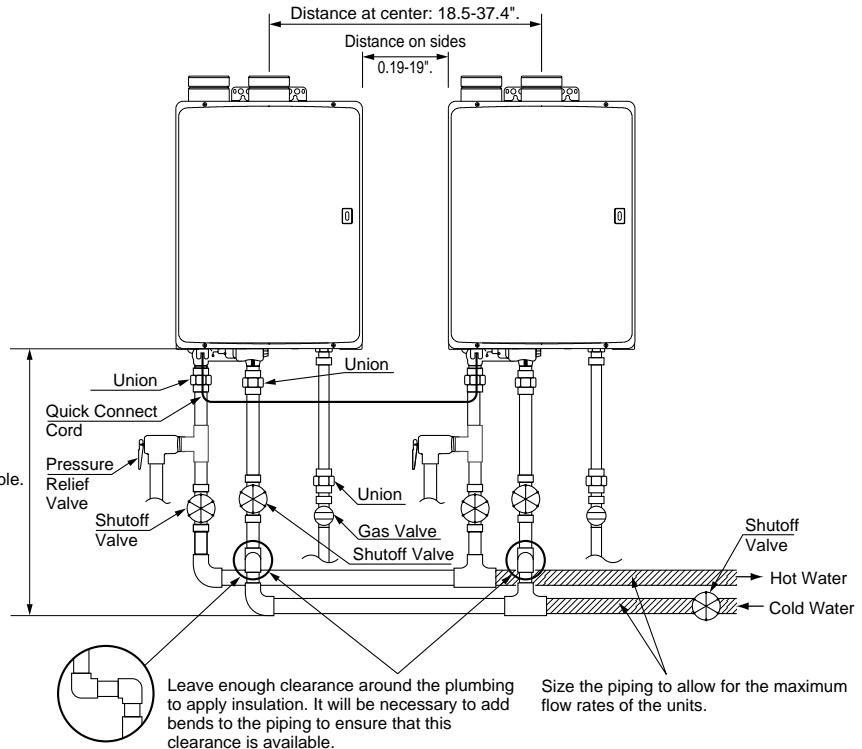 Distance at center: 18.5-37.4".
Distance on sides
0.19-19".
Union
Union
Quick Connect
Cord
Pressure
Relief
Valve
ple.
Union
Shutoff
Valve
Gas Valve
Shutoff Valve
Shutoff
Valve
Hot Water
Cold Water
Leave enough clearance around the plumbing
to apply insulation. It will be necessary to add
bends to the piping to ensure that this
clearance is available.
Size the piping to allow for the maximum
flow rates of the units.